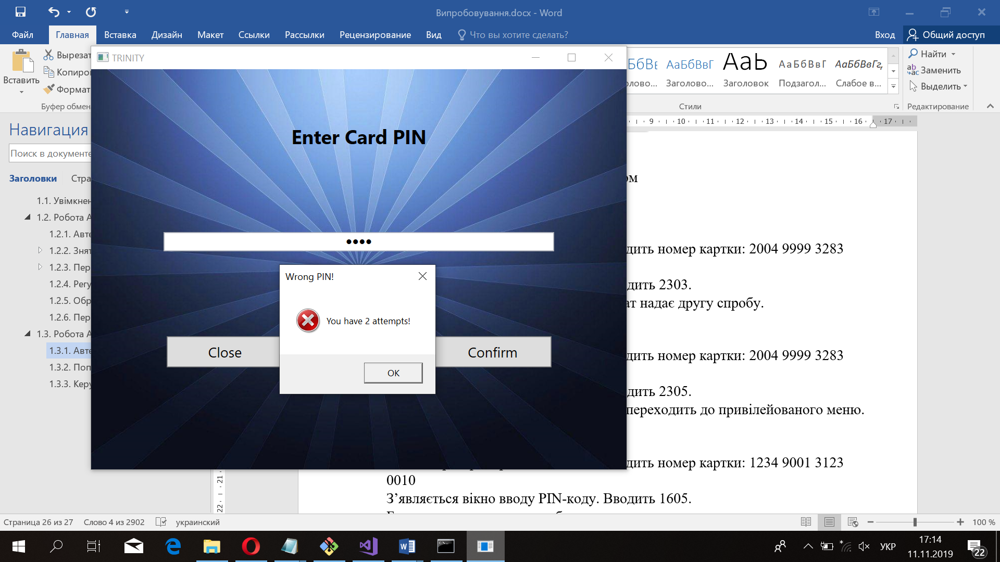 Випробовування.docx - Word
Файл
Главная
Вставка
Дизайн
Макет
Ссылки
Рассылки
Рецензирование
Вид
Что вы хотите сделать?
Вход
Общий доступ
Вставить
Вырезат
Копиро
Формат
Буфер обмен
Заголово...
АаБбВвГ
АаЬ
Заголовок
АаБбВвГ
Подзагол...
АаБбВвГг,
Слабое в...
Стили
Найти
Заменить
Выделить
Редактирование
Навигация
Поиск в документе
Заголовки
Стра
1.1. Увімкнен
1.2. Робота А
1.2.1. Авте
1.2.2. Знят
1.2.3. Пер
1.2.4. Регу
1.2.5. Обр
1.2.6. Пер
1.3. Робота А
1.3.1. Авте
1.3.2. Поп
1.3.3. Керу
TRINITY
Enter Card PIN
Close
Confirm
Wrong PIN!
You have 2 attempts!
OK
9 10 11 12 13 14 15 16 17
21
22
ом
дить номер картки: 2004 9999 3283
дить 2303.
ат надає другу спробу.
дить номер картки: 2004 9999 3283
дить 2305.
переходить до привілейованого меню.
дить номер картки: 1234 9001 3123
0010
З’являється вікно вводу PIN-коду. Вводить 1605.
Страница 26 из 27
Слово 4 из 2902
украинский
100 %
УКР
17:14
11.11.2019
22